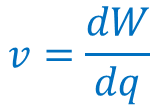 v = dW/dq